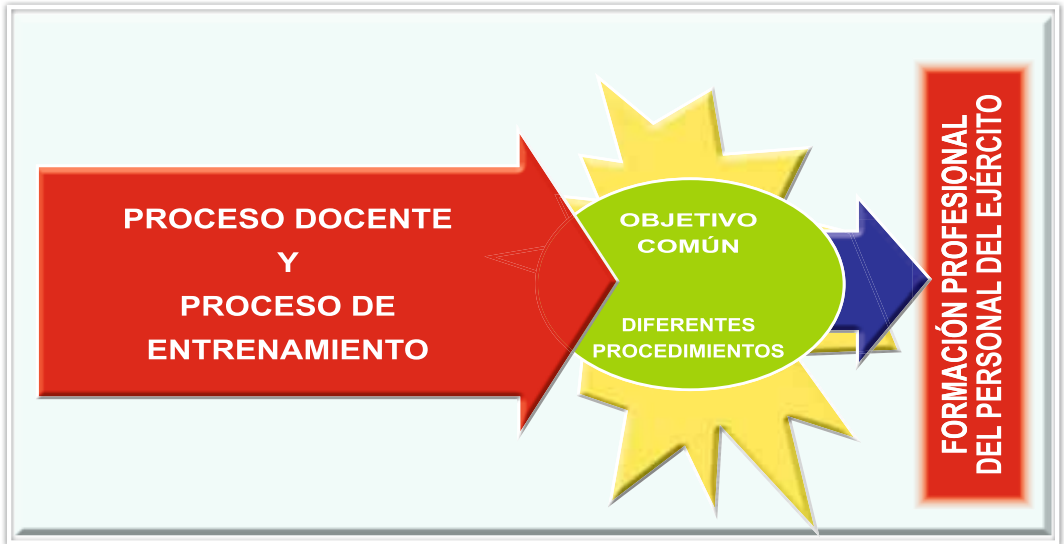 PROCESO DOCENTE
Y
PROCESO DE
ENTRENAMIENTO
OBJETIVO
COMÚN
DIFERENTES
PROCEDIMIENTOS
FORMACIÓN PROFESIONAL
DEL PERSONAL DEL EJÉRCITO